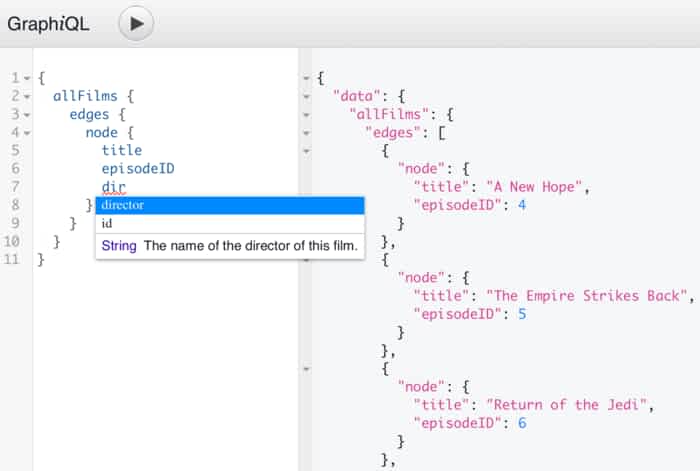 GraphiQL
1 {
2 allFilms {
3 edges {
4 node {
5 title
6 episodeID
7 dir
8 }
director
9 }
id
10 }
String The name of the director of this film.
11 }
{
"data": {
"allFilms": {
"edges": [
{
"node": {
"title": "A New Hope",
"episodeID": 4
}
},
{
"node": {
"title": "The Empire Strikes Back",
"episodeID": 5
}
},
{
"node": {
"title": "Return of the Jedi",
"episodeID": 6
}
},